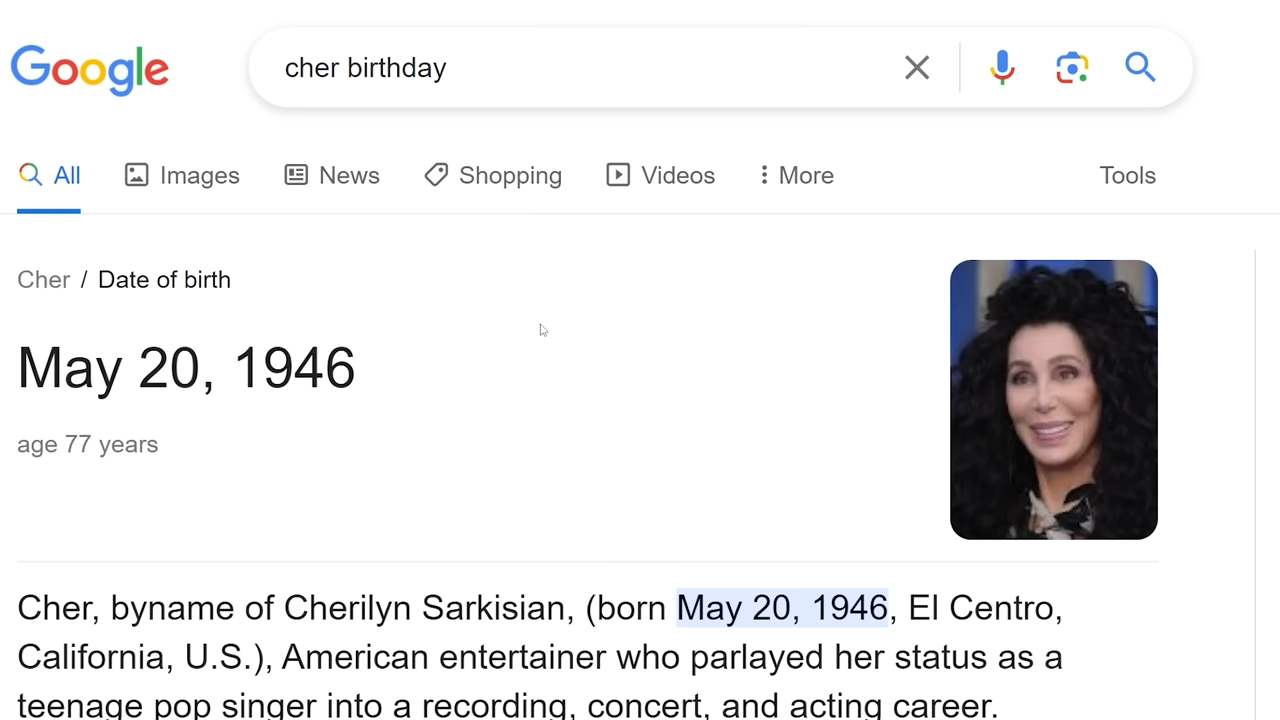 Google
cher birthday
All Images News Shopping Videos More Tools
Cher / Date of birth
May 20, 1946
age 77 years
Cher, byname of Cherilyn Sarkisian, (born May 20, 1946, El Centro,
California, U.S.), American entertainer who parlayed her status as a
teenage pop singer into a recording, concert, and acting career.